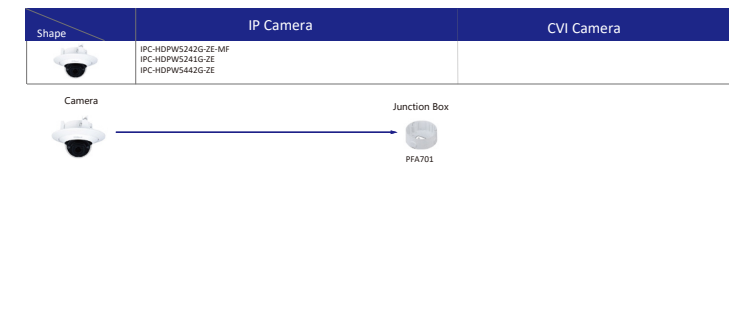 Shape
IP Camera
CVI Camera
IPC-HDPW5242G-ZE-MF
IPC-HDPW5241G-ZE
IPC-HDPW5442G-ZE
Camera
Junction Box
PFA701